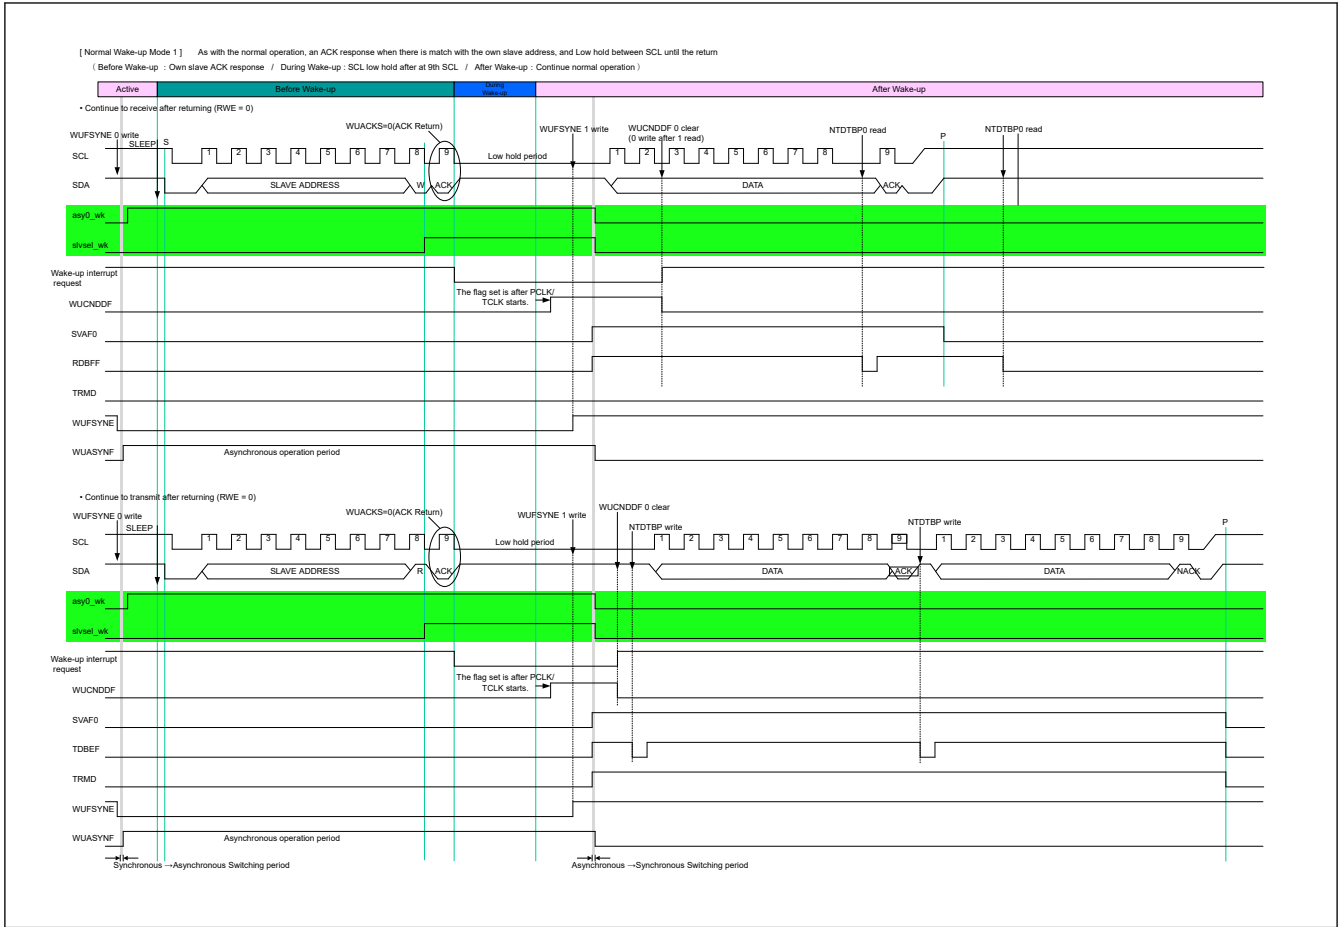 [ Normal Wake-up Mode 1 ] As with the normal operation, an ACK response when there is match with the own slave address, and Low hold between SCL until the return
( Before Wake-up : Own slave ACK response / During Wake-up : SCL low hold after at 9th SCL / After Wake-up : Continue normal operation )
Active Before Wake-up During Wake-up After Wake-up
• Continue to receive after returning (RWE = 0)
WUACKS=0(ACK Return)
WUFSYNE 0 write
SLEEP
S
WUFSYNE 1 write
WUCNDDF 0 clear
(0 write after 1 read)
NTDTBP0 read
P
NTDTBP0 read
SCL 1 2 3 4 5 6 7 8 9 Low hold period 1 2 3 4 5 6 7 8 9
SDA SLAVE ADDRESS W ACK DATA ACK
asy0_wk
slvsel_wk
Wake-up interrupt
request
The flag set is after PCLK/
TCLK starts.
WUCNDDF
SVAF0
RDBFF
TRMD
WUFSYNE
WUASYNF Asynchronous operation period
• Continue to transmit after returning (RWE = 0)
WUACKS=0(ACK Return)
WUFSYNE 0 write
SLEEP
WUFSYNE 1 write
WUCNDDF 0 clear
NTDTBP write
NTDTBP write
P
SCL 1 2 3 4 5 6 7 8 9 Low hold period 1 2 3 4 5 6 7 8 9 1 2 3 4 5 6 7 8 9
SDA SLAVE ADDRESS R ACK DATA ACK DATA NACK
asy0_wk
slvsel_wk
Wake-up interrupt
request
The flag set is after PCLK/
TCLK starts.
WUCNDDF
SVAF0
TDBEF
TRMD
WUFSYNE
WUASYNF Asynchronous operation period
Synchronous →Asynchronous Switching period Asynchronous →Synchronous Switching period